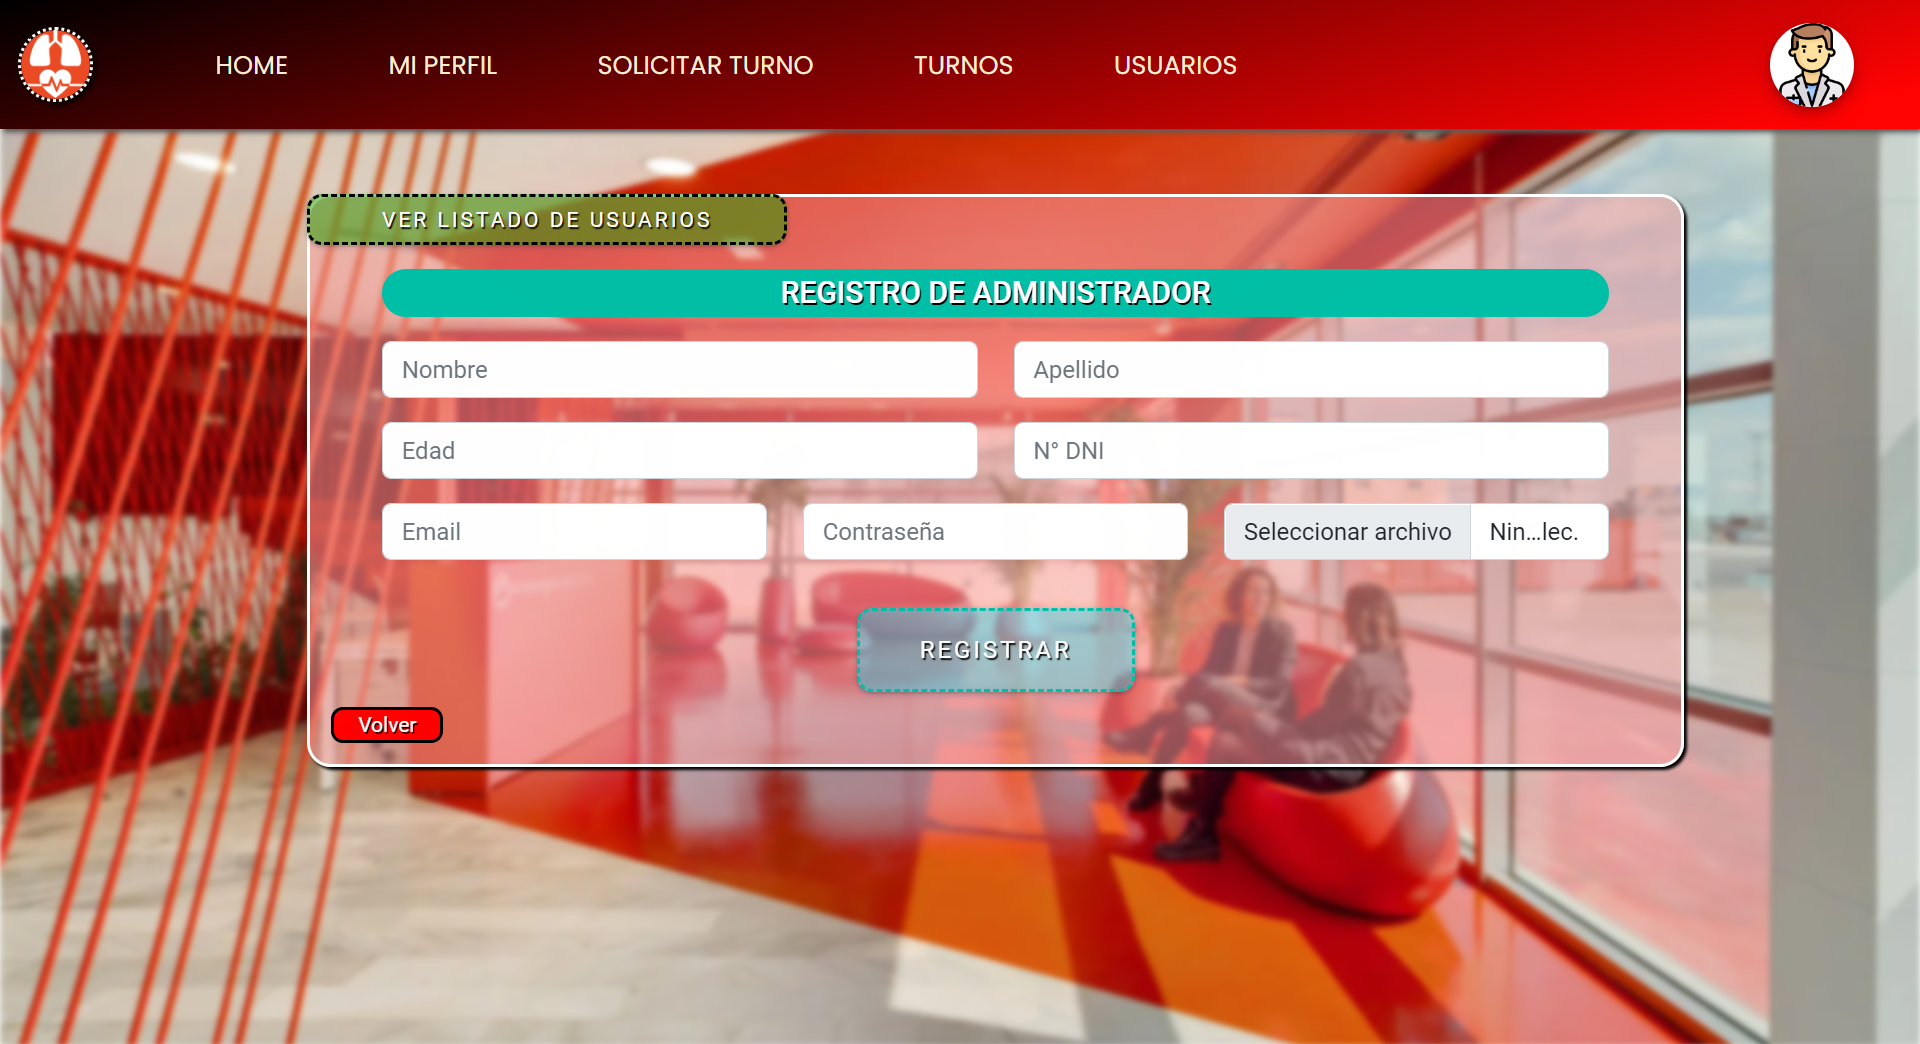 HOME MI PERFIL SOLICITAR TURNO TURNOS USUARIOS
VER LISTADO DE USUARIOS
REGISTRO DE ADMINISTRADOR
Nombre Apellido
Edad N° DNI
Email Contraseña Seleccionar archivo Nin...lec.
REGISTRAR
Volver